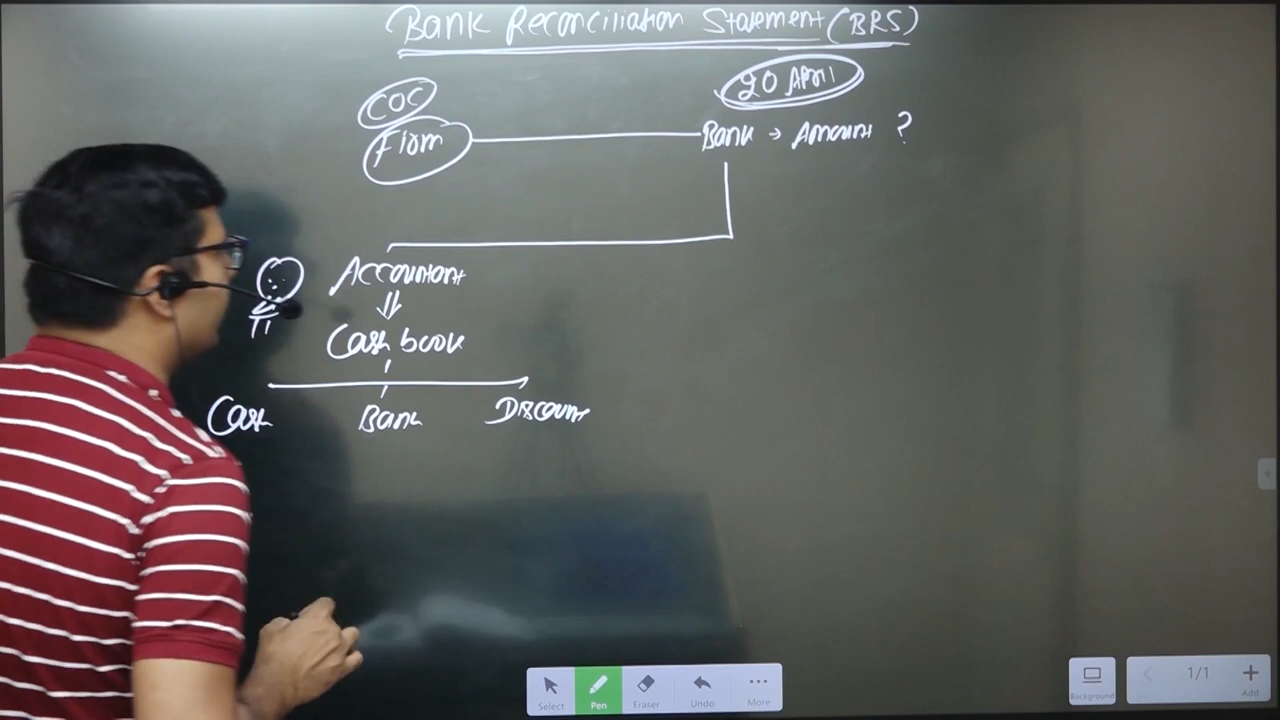 Bank Reconciliation Statement (BRS)
20 April
COC
Firm
Bank → Amount ?
Accountant
Cash book
Cash Bank Discount
Select Pen Eraser Undo More
Background
1/1
Add